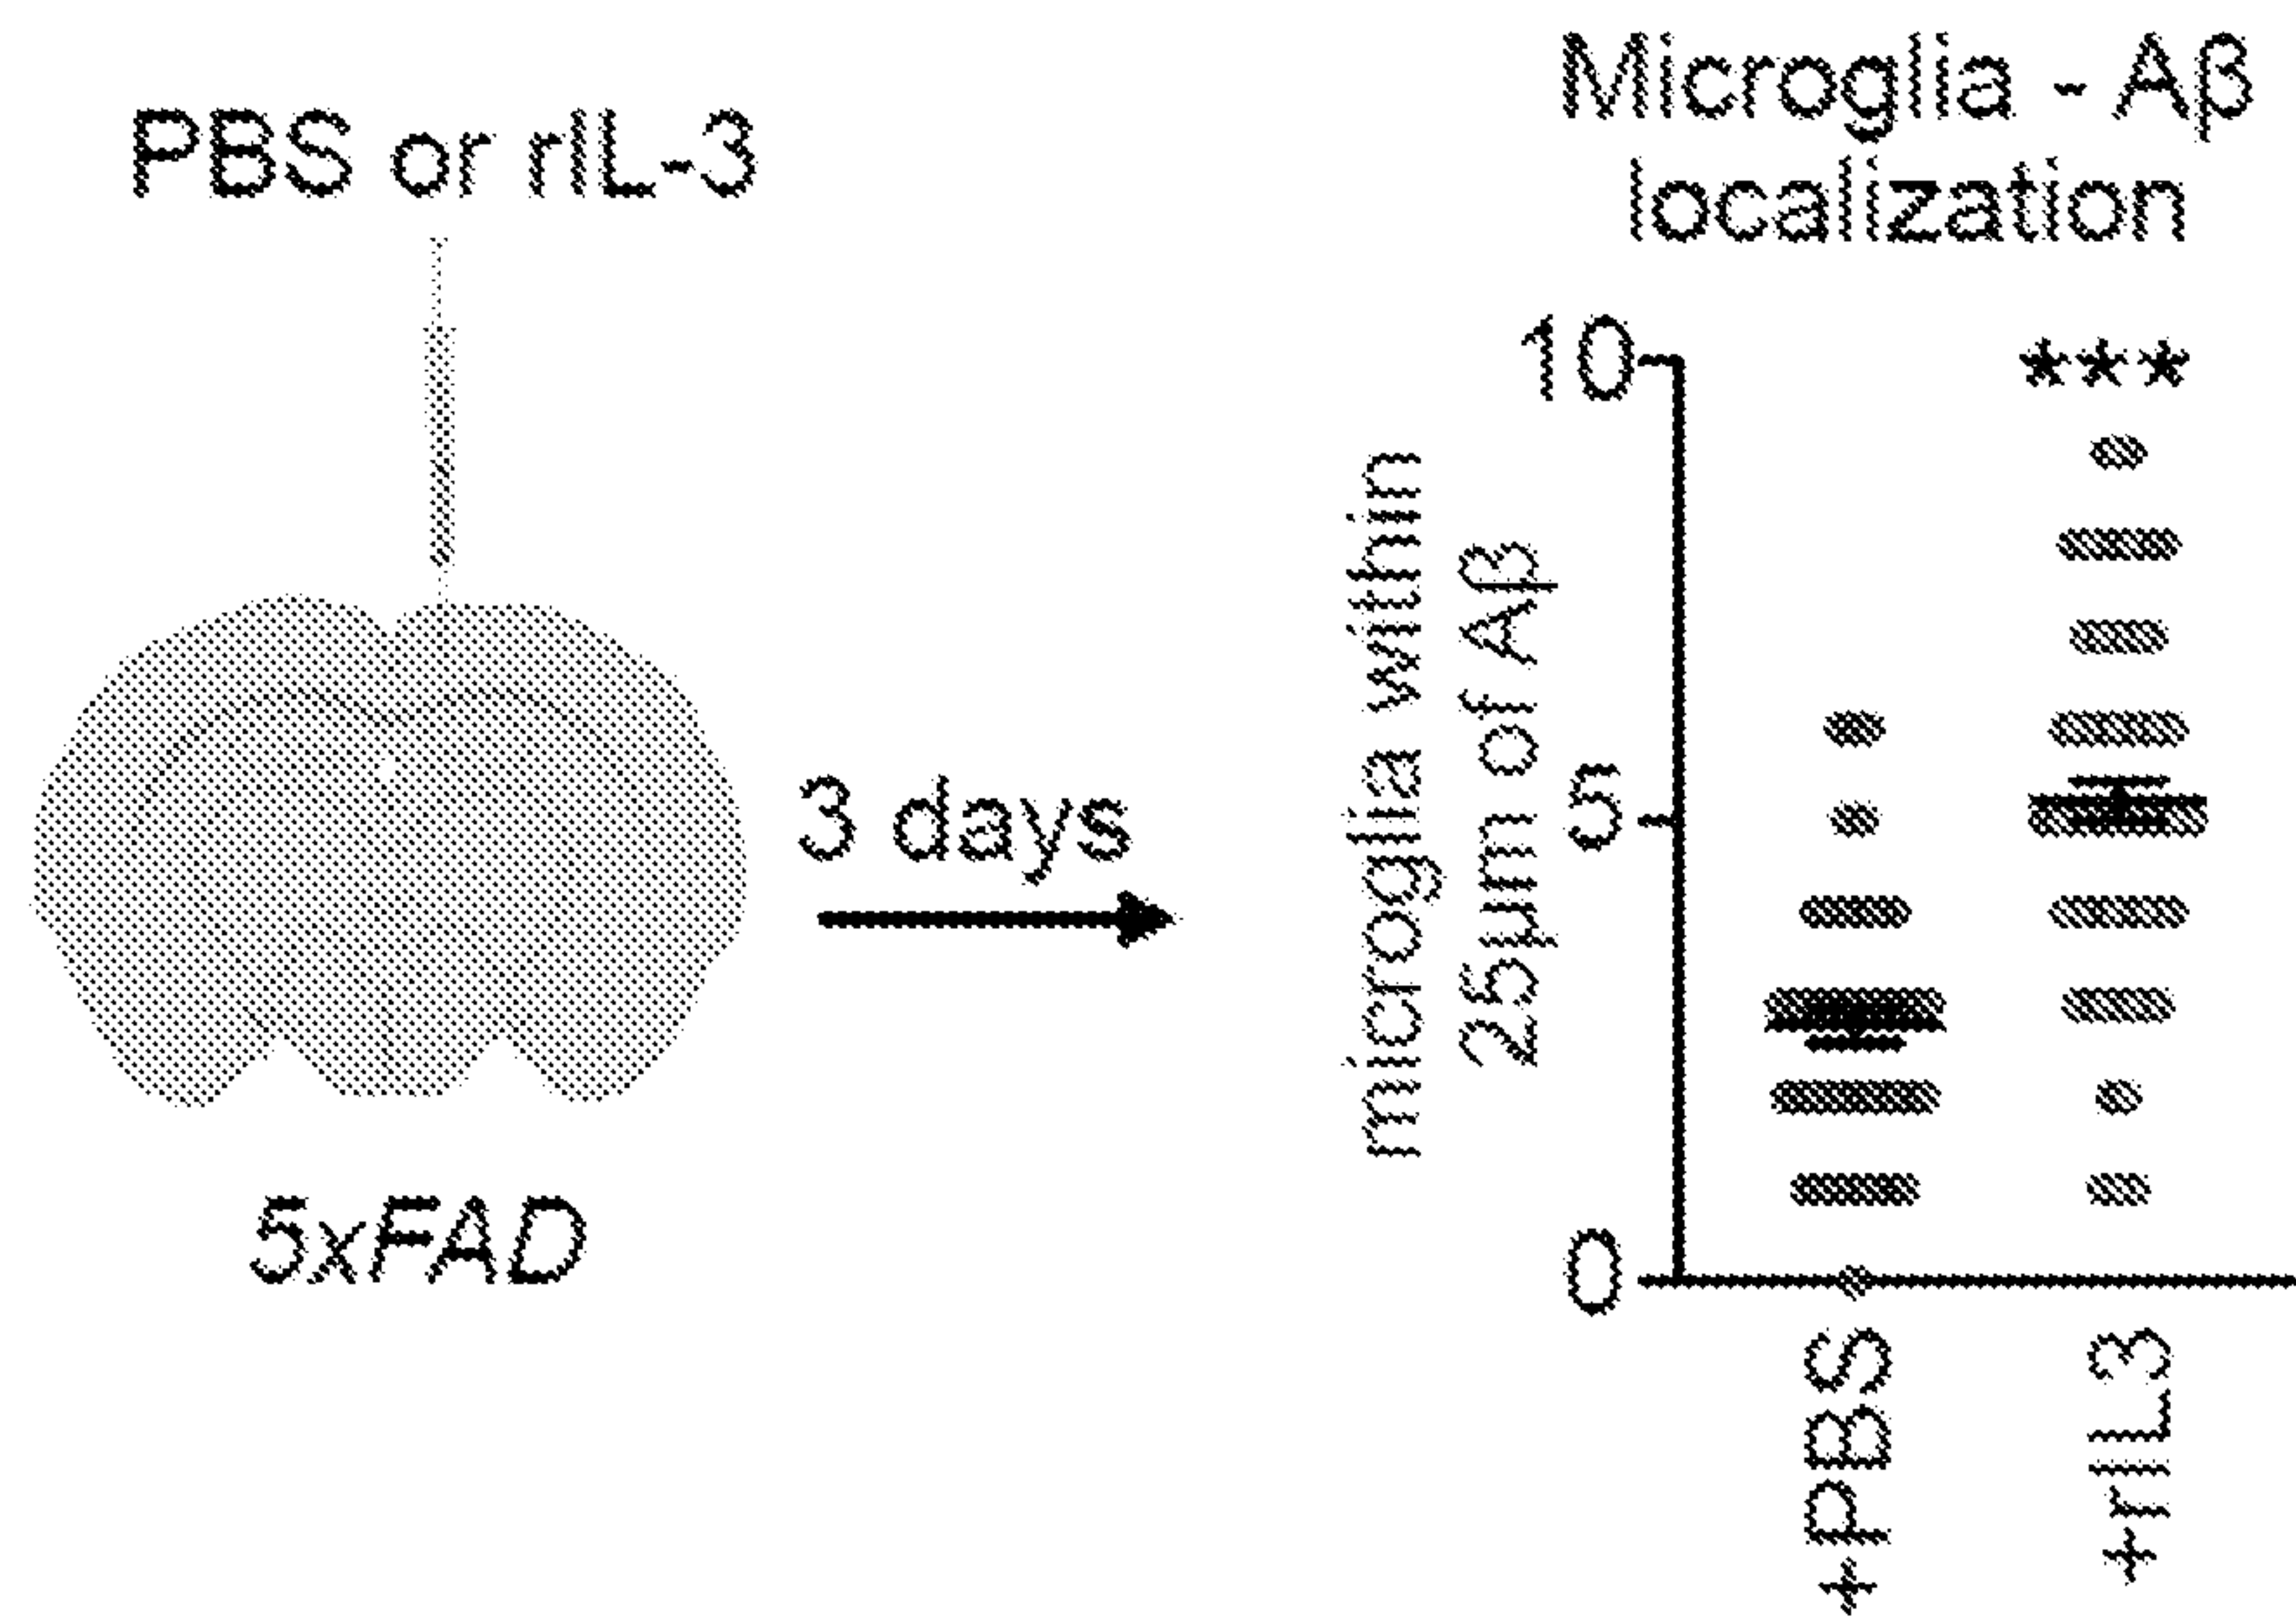 PBS or rIL-3
5xFAD
3 days
Microglia - Aβ
localization
microglia within
25μm of Aβ
10
5
0
***
+PBS
+rIL3